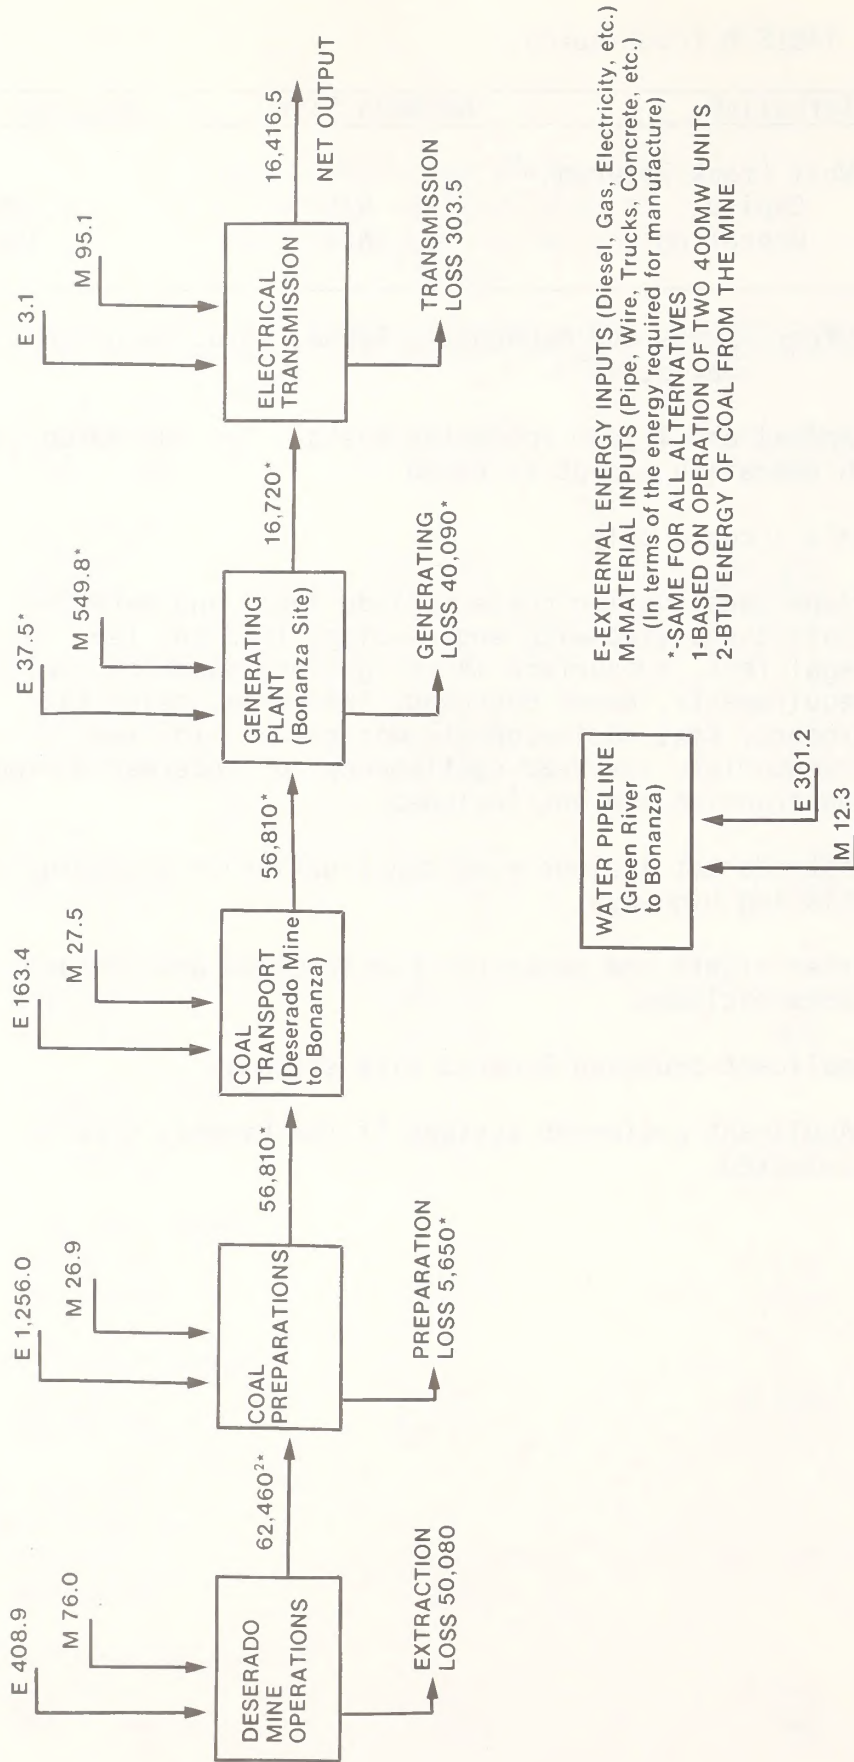 E 408.9
M 76.0
DESERADO
MINE
OPERATIONS
EXTRACTION
LOSS 50,080
62,460²*
E 1,256.0
M 26.9
COAL
PREPARATIONS
PREPARATION
LOSS 5,650*
56,810*
E 163.4
M 27.5
COAL
TRANSPORT
(Deserado Mine
to Bonanza)
56,810*
E 37.5*
M 549.8*
GENERATING
PLANT
(Bonanza Site)
GENERATING
LOSS 40,090*
16,720*
E 3.1
M 95.1
ELECTRICAL
TRANSMISSION
TRANSMISSION
LOSS 303.5
16,416.5
NET OUTPUT
WATER PIPELINE
(Green River
to Bonanza)
M 12.3
E 301.2
E-EXTERNAL ENERGY INPUTS (Diesel, Gas, Electricity, etc.)
M-MATERIAL INPUTS (Pipe, Wire, Trucks, Concrete, etc.)
(In terms of the energy required for manufacture)
*-SAME FOR ALL ALTERNATIVES
1-BASED ON OPERATION OF TWO 400MW UNITS
2-BTU ENERGY OF COAL FROM THE MINE